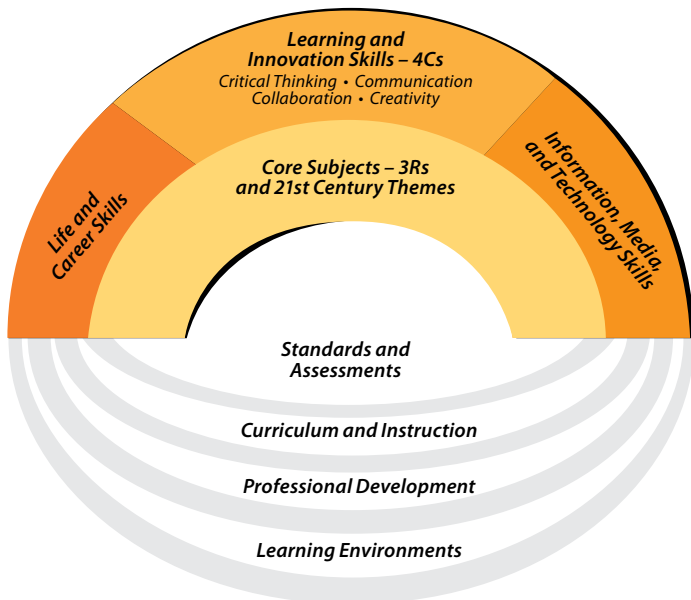 Learning and
Innovation Skills – 4Cs
Critical Thinking • Communication
Collaboration • Creativity
Core Subjects – 3Rs
and 21st Century Themes
Life and
Career Skills
Information, Media,
and Technology Skills
Standards and
Assessments
Curriculum and Instruction
Professional Development
Learning Environments